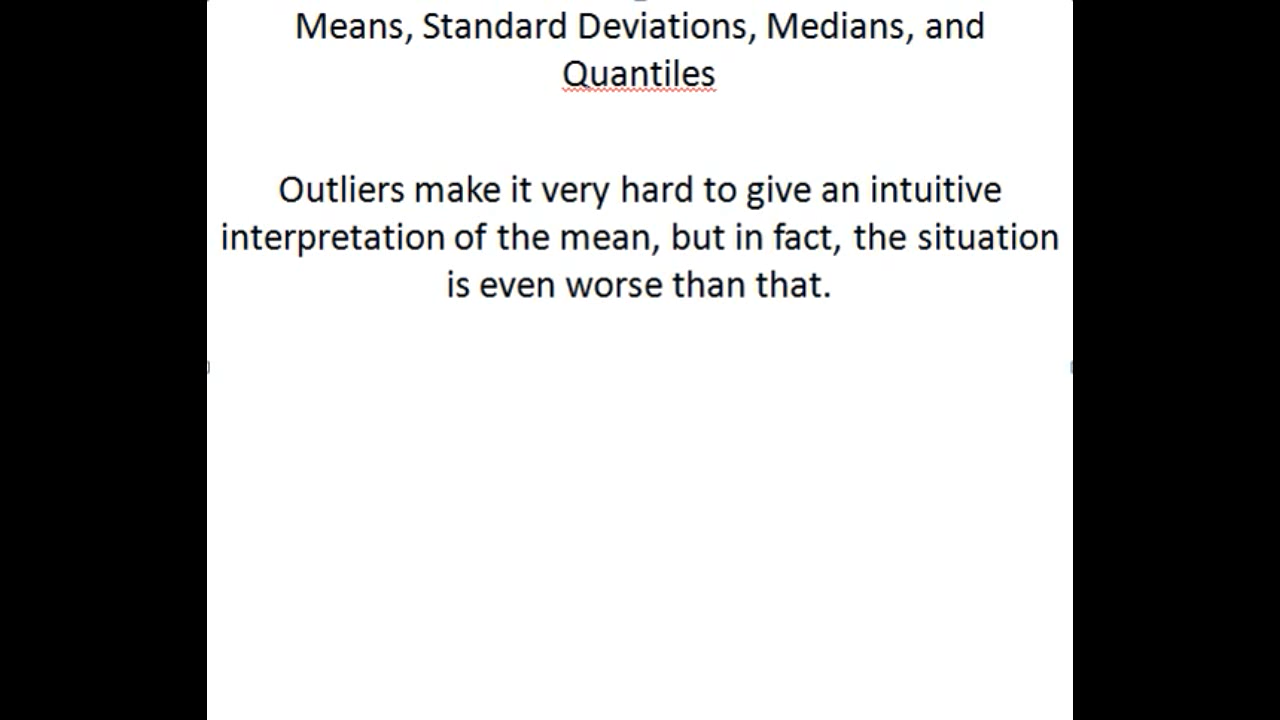 Means, Standard Deviations, Medians, and
Quantiles
Outliers make it very hard to give an intuitive
interpretation of the mean, but in fact, the situation
is even worse than that.